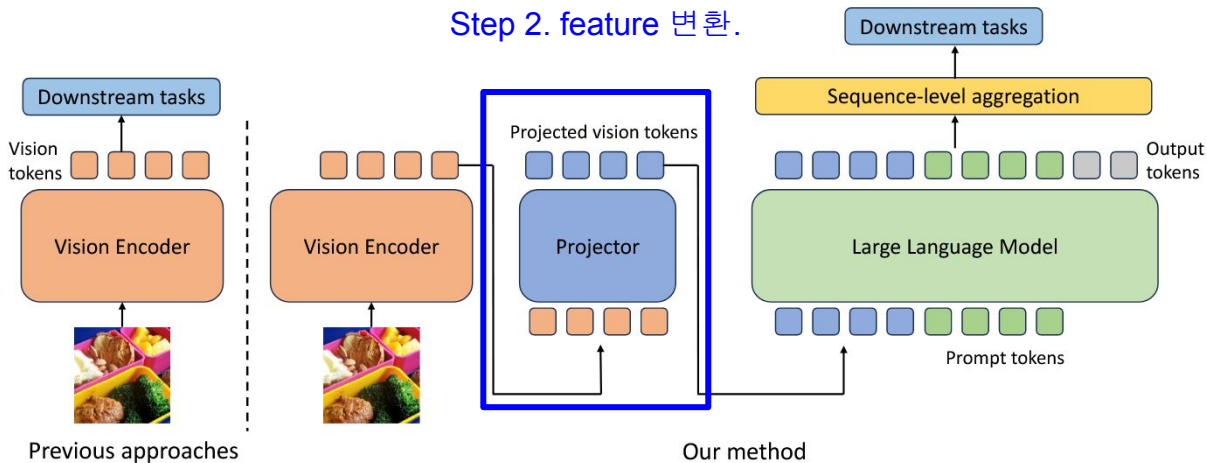 Step 2. feature 변환.
Downstream tasks
Vision
tokens
Vision Encoder
Previous approaches
Vision Encoder
Projected vision tokens
Projector
Downstream tasks
Sequence-level aggregation
Output
tokens
Large Language Model
Prompt tokens
Our method